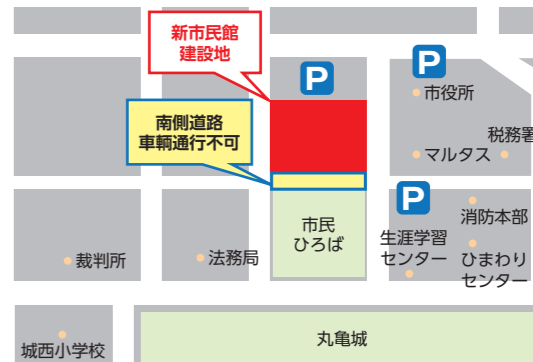 新市民館
建設地
P
P
市役所
南側道路
車輌通行不可
税務署
マルタス
P
市民
ひろば
生涯学習
センター
消防本部
ひまわり
センター
裁判所
法務局
城西小学校
丸亀城